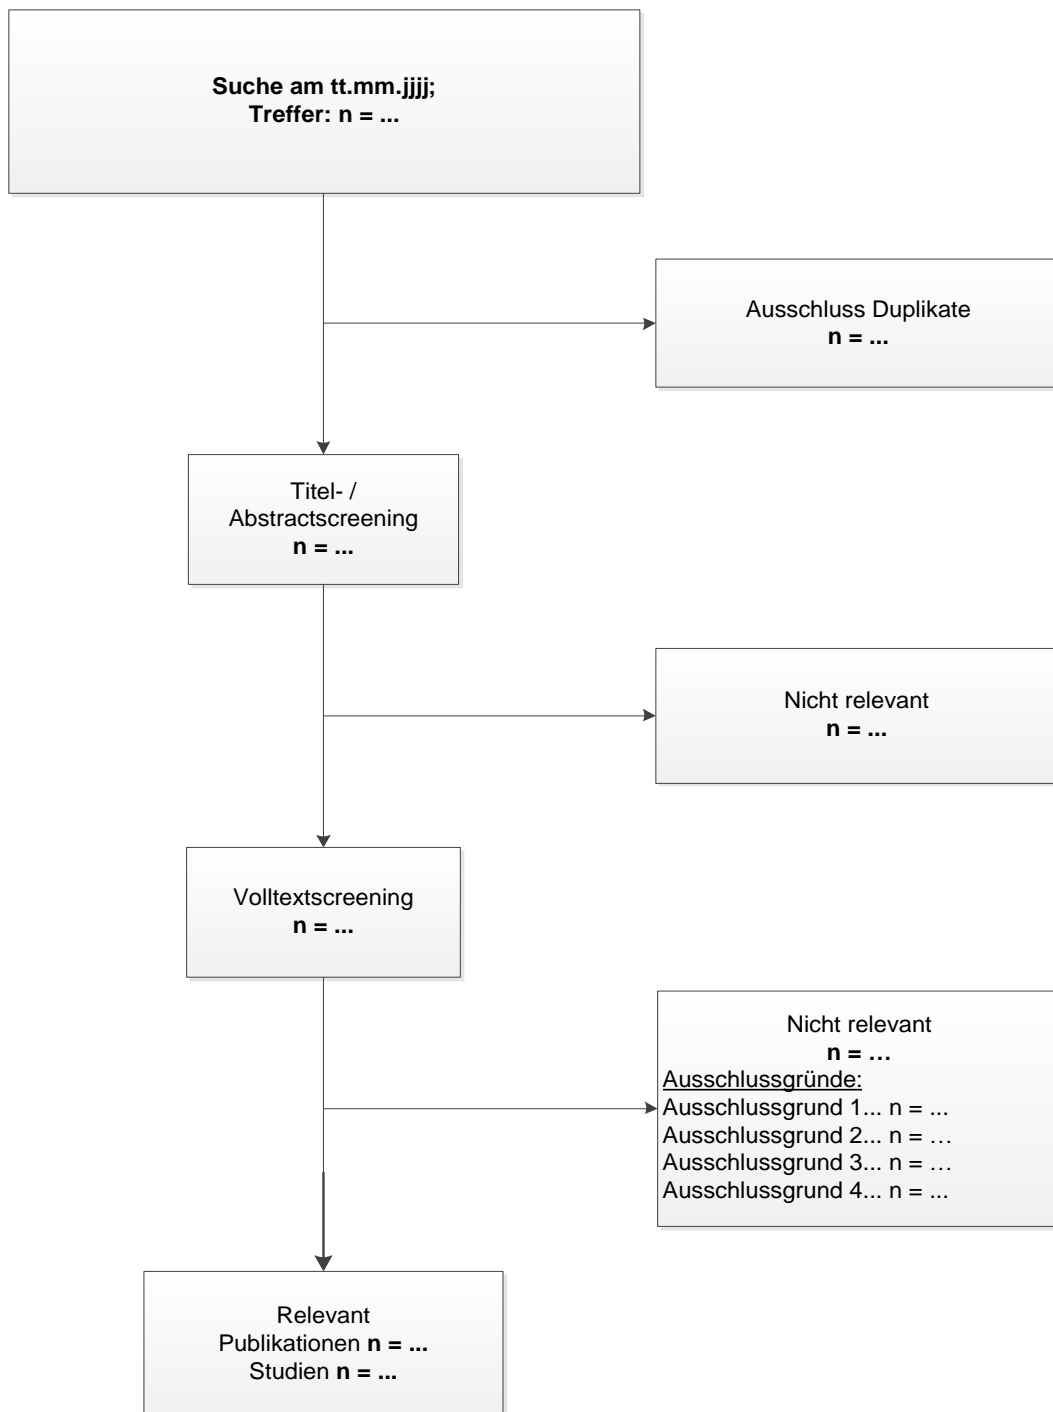 Suche am tt.mm.jjjj;
Treffer: n = ...
Ausschluss Duplikate
n = ...
Titel- /
Abstractscreening
n = ...
Nicht relevant
n = ...
Volltextscreening
n = ...
Nicht relevant
n = …
Ausschlussgründe:
Ausschlussgrund 1... n = ...
Ausschlussgrund 2... n = …
Ausschlussgrund 3... n = …
Ausschlussgrund 4... n = ...
Relevant
Publikationen n = ...
Studien n = ...